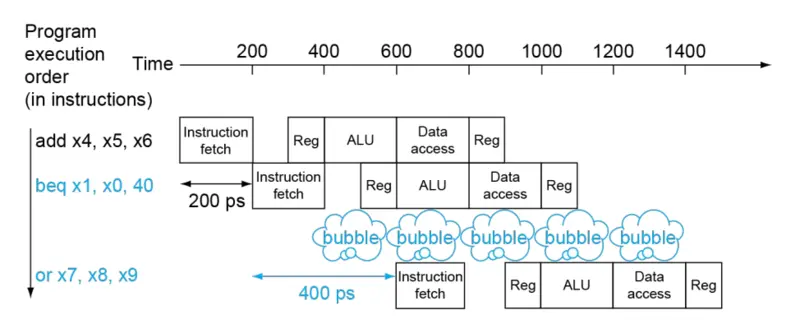 Program
execution
order
(in instructions)
Time
200 400 600 800 1000 1200 1400
add x4, x5, x6
Instruction
fetch
Reg
ALU
Data
access
Reg
beq x1, x0, 40
200 ps
Instruction
fetch
Reg
ALU
Data
access
Reg
bubble bubble bubble bubble bubble
or x7, x8, x9
400 ps
Instruction
fetch
Reg
ALU
Data
access
Reg